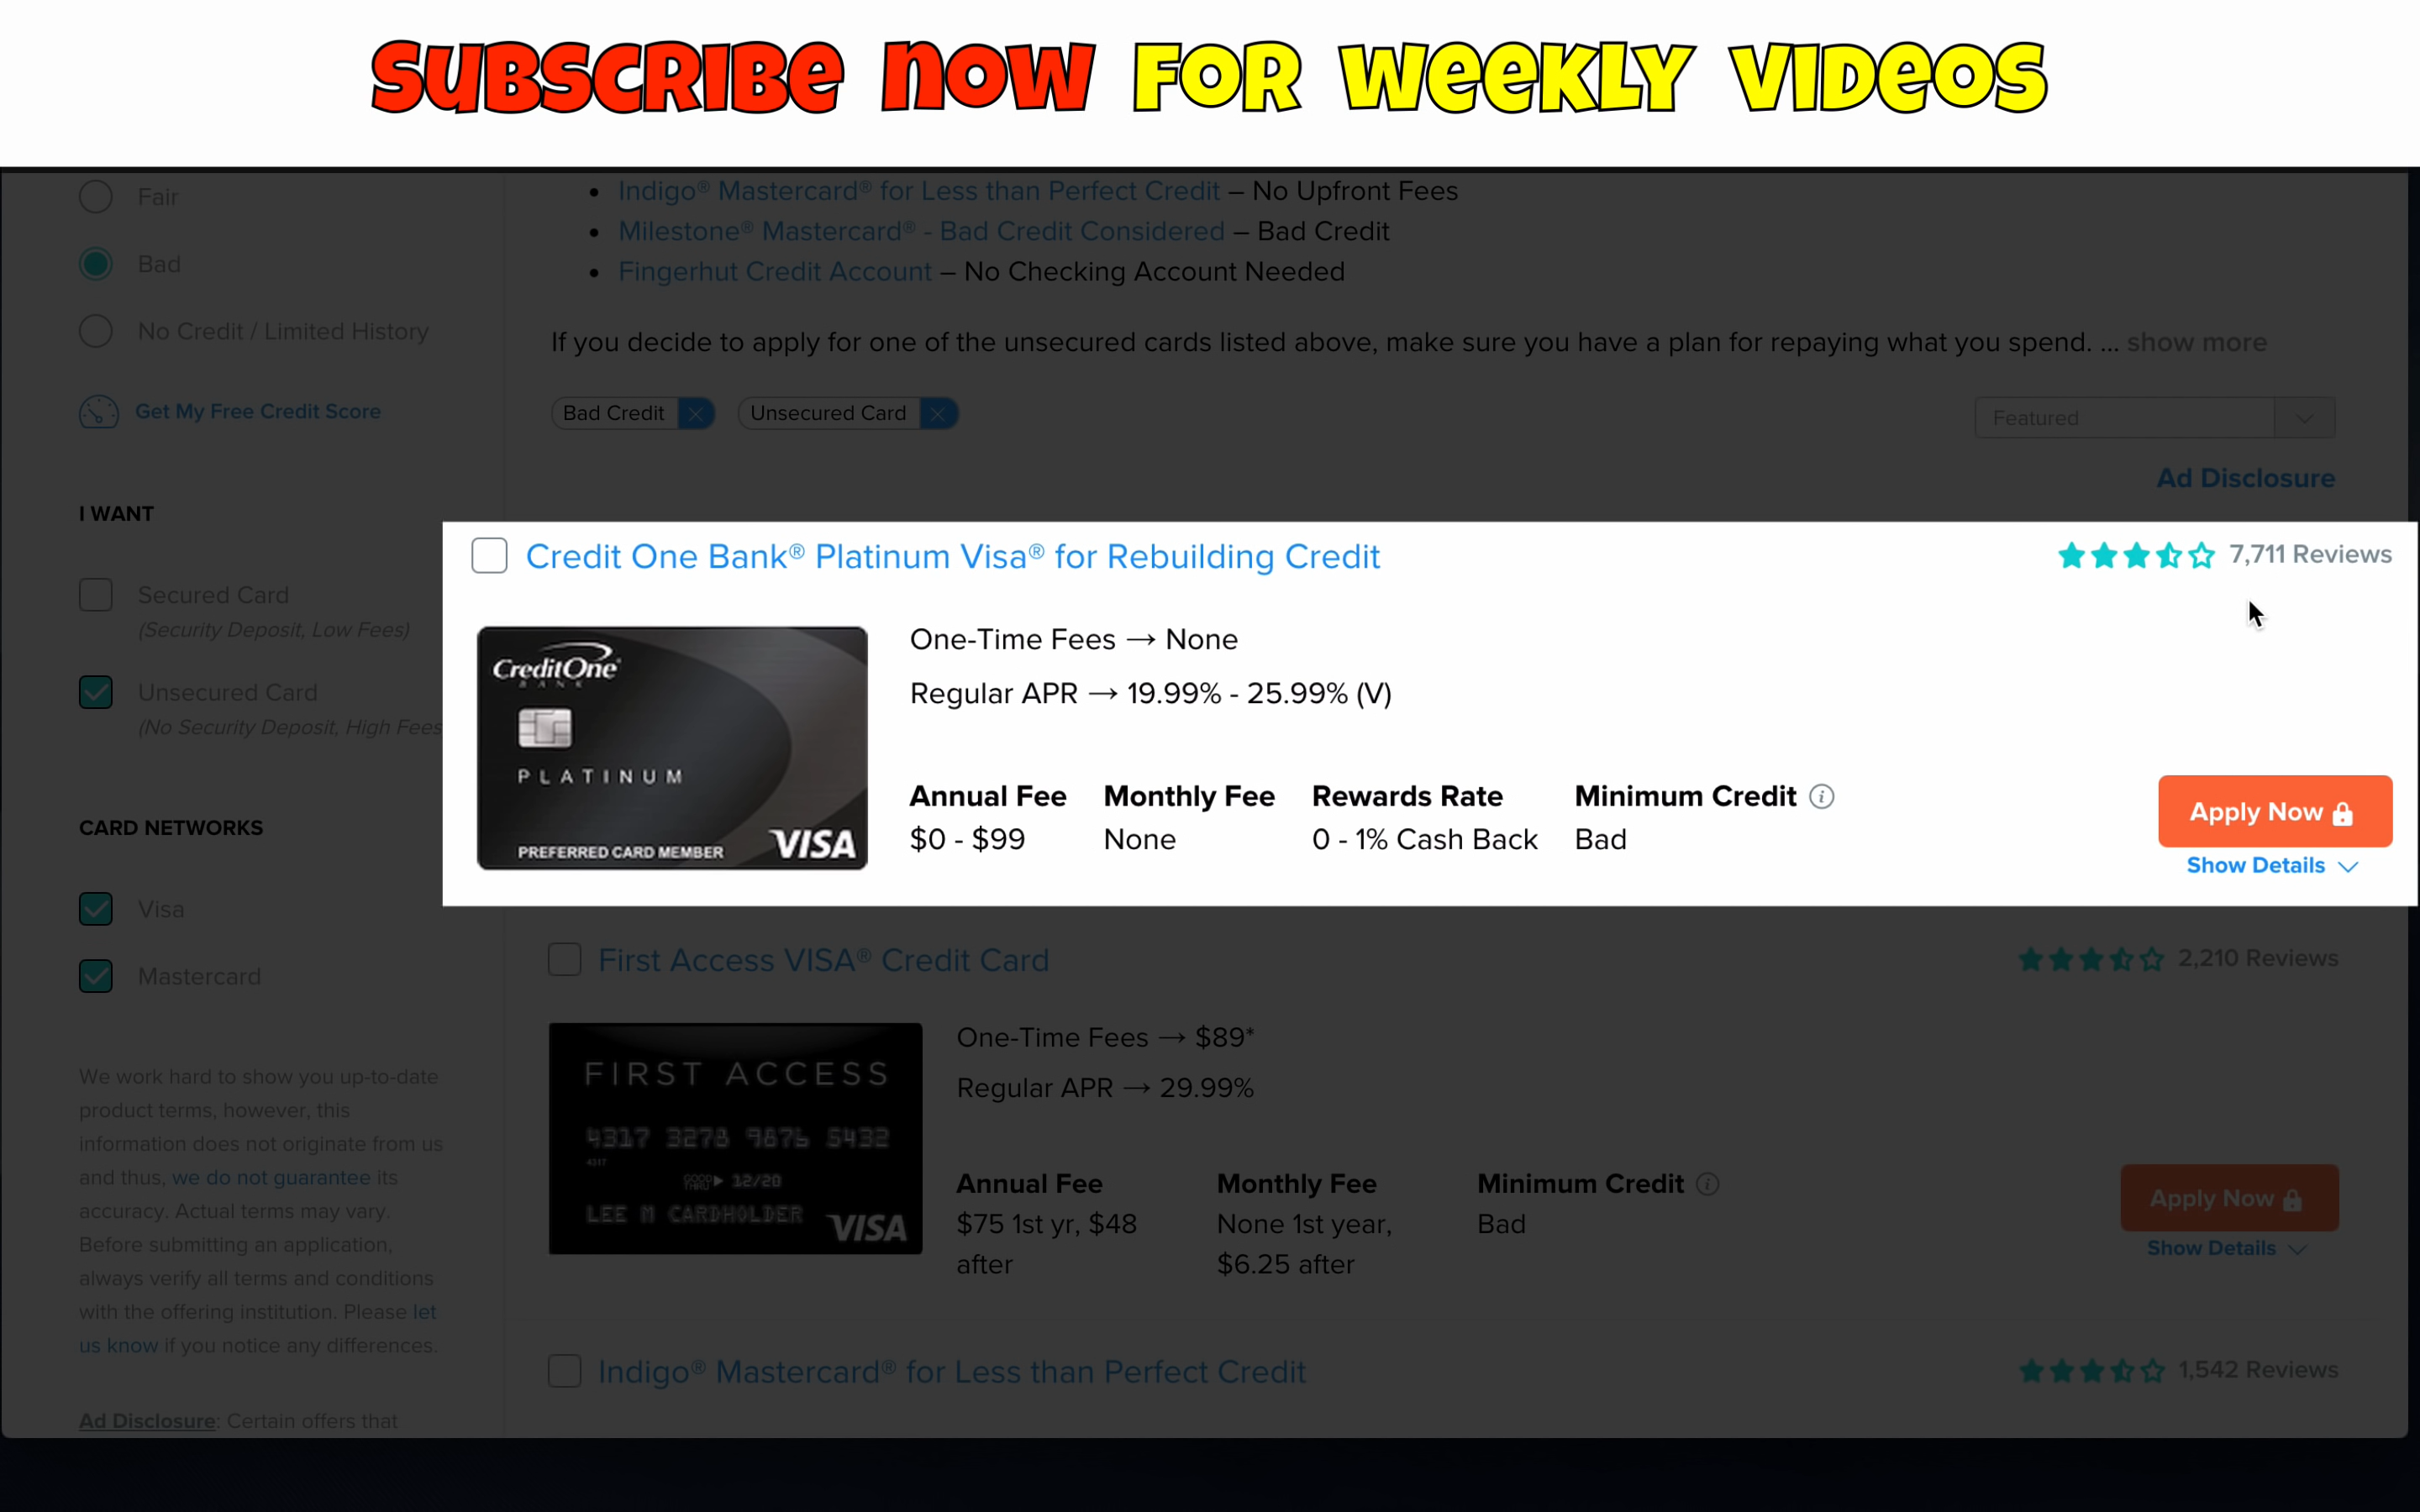 SUBSCRIBE NOW FOR WEEKLY VIDEOS
Fair
Bad
No Credit / Limited History
Get My Free Credit Score
I WANT
Secured Card
(Security Deposit, Low Fees)
Unsecured Card
(No Security Deposit, High Fees
CARD NETWORKS
Visa
Mastercard
We work hard to show you up-to-date
product terms, however, this
information does not originate from us
and thus, we do not guarantee its
accuracy. Actual terms may vary.
Before submitting an application,
always verify all terms and conditions
with the offering institution. Please let
us know if you notice any differences.
Ad Disclosure: Certain offers that
• Indigo® Mastercard® for Less than Perfect Credit – No Upfront Fees
• Milestone® Mastercard® - Bad Credit Considered – Bad Credit
• Fingerhut Credit Account – No Checking Account Needed
If you decide to apply for one of the unsecured cards listed above, make sure you have a plan for repaying what you spend. ... show more
Bad Credit Unsecured Card Featured
Ad Disclosure
Credit One Bank® Platinum Visa® for Rebuilding Credit 7,711 Reviews
CreditOne
BANK
PLATINUM
PREFERRED CARD MEMBER VISA
One-Time Fees → None
Regular APR → 19.99% - 25.99% (V)
Annual Fee Monthly Fee Rewards Rate Minimum Credit
$0 - $99 None 0 - 1% Cash Back Bad
Apply Now
Show Details
First Access VISA® Credit Card 2,210 Reviews
FIRST ACCESS
4317 3278 9876 5432
4317
GOOD THRU 12/20
LEE M CARDHOLDER VISA
One-Time Fees → $89*
Regular APR → 29.99%
Annual Fee Monthly Fee Minimum Credit
$75 1st yr, $48 None 1st year, Bad
after $6.25 after
Apply Now
Show Details
Indigo® Mastercard® for Less than Perfect Credit 1,542 Reviews